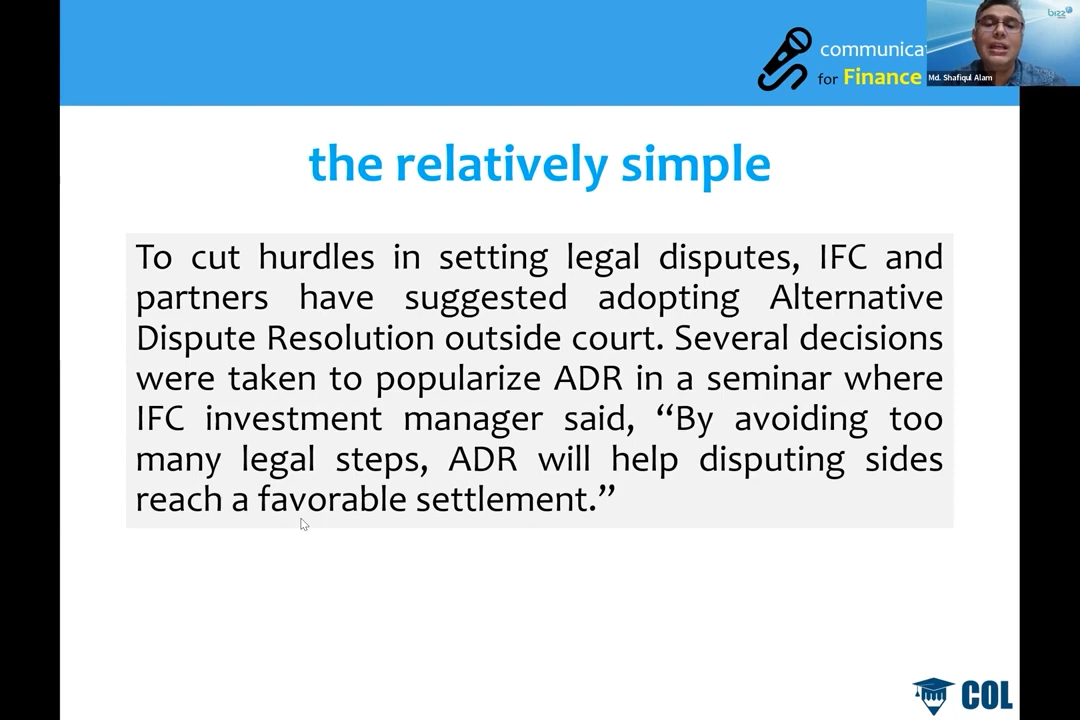 communica
for Finance
bizz
Md. Shafiqul Alam
the relatively simple
To cut hurdles in setting legal disputes, IFC and
partners have suggested adopting Alternative
Dispute Resolution outside court. Several decisions
were taken to popularize ADR in a seminar where
IFC investment manager said, “By avoiding too
many legal steps, ADR will help disputing sides
reach a favorable settlement.”
COL